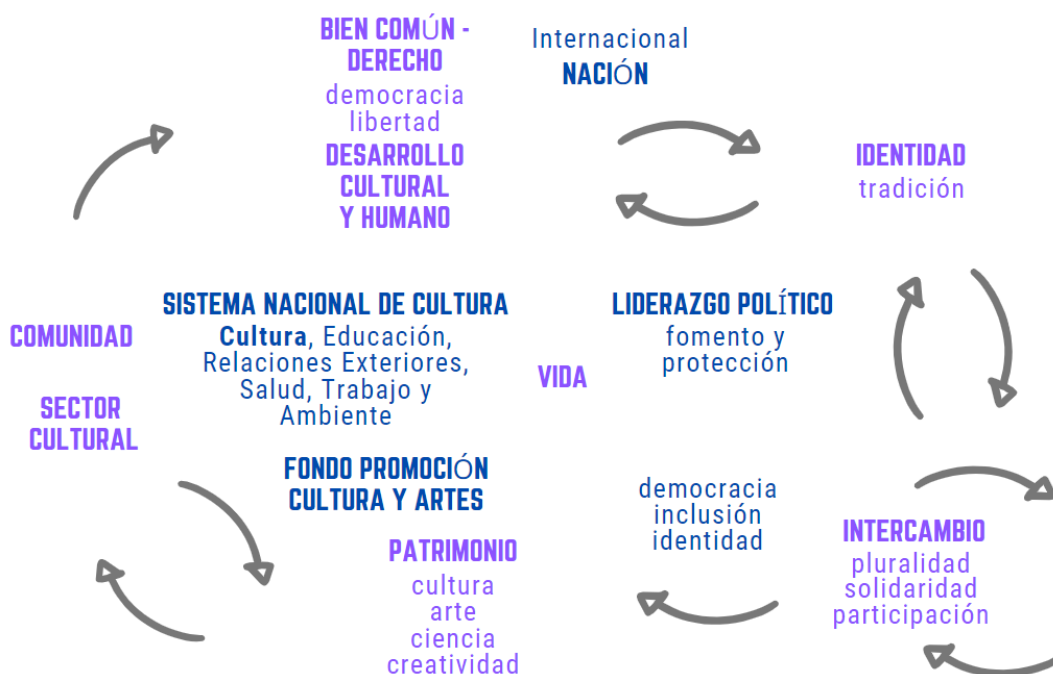 BIEN COMÚN -
DERECHO
democracia
libertad
DESARROLLO
CULTURAL
Y HUMANO
Internacional
NACIÓN
IDENTIDAD
tradición
COMUNIDAD
SECTOR
CULTURAL
SISTEMA NACIONAL DE CULTURA
Cultura, Educación,
Relaciones Exteriores,
Salud, Trabajo y
Ambiente
VIDA
LIDERAZGO POLÍTICO
fomento y
protección
FONDO PROMOCIÓN
CULTURA Y ARTES
PATRIMONIO
cultura
arte
ciencia
creatividad
democracia
inclusión
identidad
INTERCAMBIO
pluralidad
solidaridad
participación